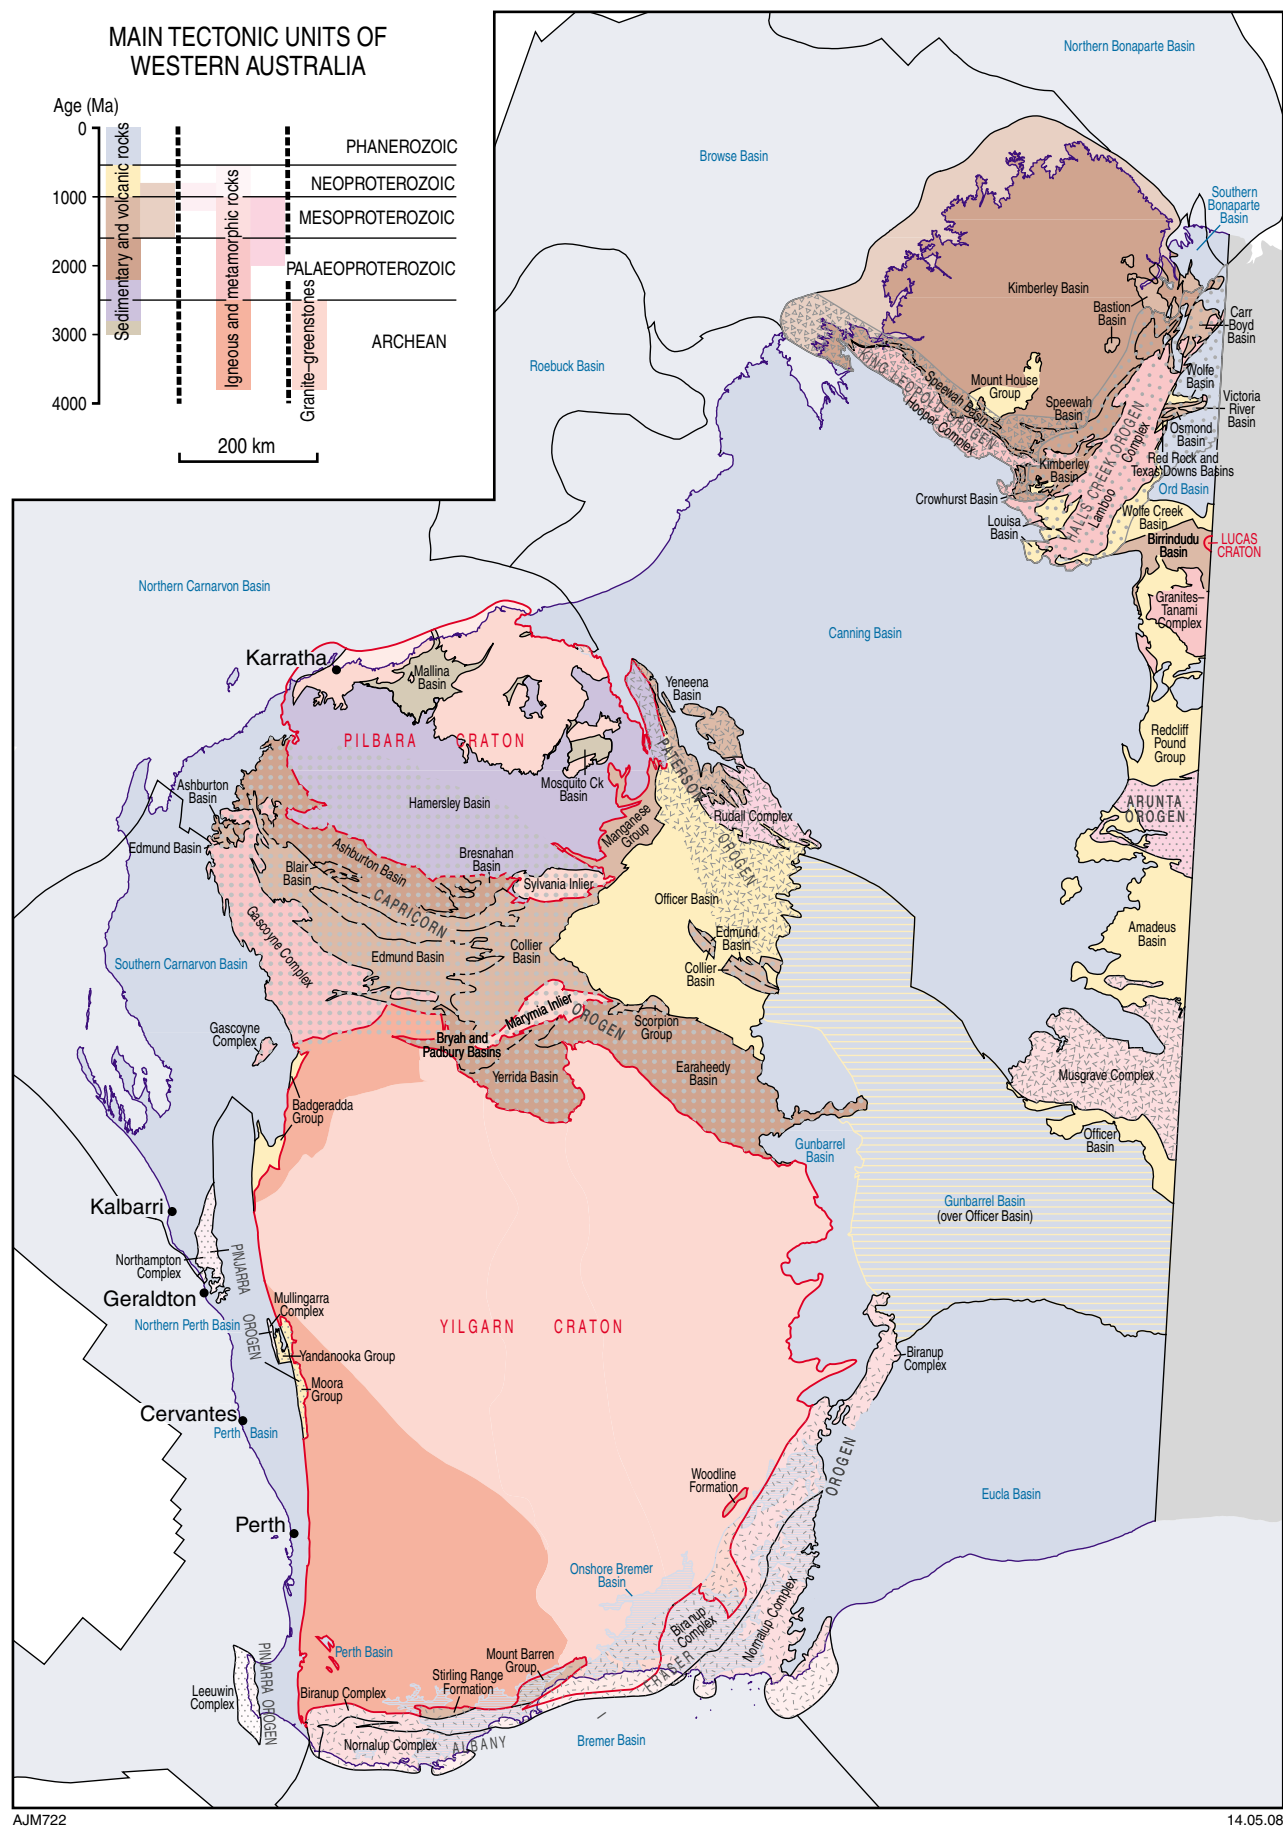 MAIN TECTONIC UNITS OF
WESTERN AUSTRALIA
Age (Ma)
0
1000
2000
3000
4000
Sedimentary and volcanic rocks
Igneous and metamorphic rocks
Granite–greenstones
PHANEROZOIC
NEOPROTEROZOIC
MESOPROTEROZOIC
PALAEOPROTEROZOIC
ARCHEAN
200 km
Northern Bonaparte Basin
Browse Basin
Southern
Bonaparte
Basin
Kimberley Basin
Bastion
Basin
Carr
Boyd
Basin
Roebuck Basin
KING LEOPOLD OROGEN
Speewah Basin
Hooper Complex
Mount House
Group
Speewah
Basin
Wolfe
Basin
Victoria
River
Basin
Osmond
Basin
Red Rock and
Texas Downs Basins
Kimberley
Basin
HALLS CREEK OROGEN
Lamboo
Complex
Ord Basin
Crowhurst Basin
Louisa
Basin
Wolfe Creek
Basin
Birrindudu
Basin
LUCAS
CRATON
Granites–
Tanami
Complex
Northern Carnarvon Basin
Canning Basin
Karratha
Mallina
Basin
Yeneena
Basin
PILBARA CRATON
PATERSON
OROGEN
Redcliff
Pound
Group
Mosquito Ck
Basin
Ashburton
Basin
Hamersley Basin
Manganese
Group
Rudall Complex
ARUNTA
OROGEN
Edmund Basin
Ashburton Basin
Bresnahan
Basin
Blair
Basin
Sylvania Inlier
CAPRICORN
Officer Basin
Gascoyne Complex
Edmund Basin
Collier
Basin
Edmund
Basin
Collier
Basin
Amadeus
Basin
Southern Carnarvon Basin
Marymia Inlier
OROGEN
Scorpion
Group
Gascoyne
Complex
Bryah and
Padbury Basins
Yerrida Basin
Earaheedy
Basin
Musgrave Complex
Badgeradda
Group
Officer
Basin
Gunbarrel
Basin
Kalbarri
Gunbarrel Basin
(over Officer Basin)
Northampton
Complex
PINJARRA
OROGEN
Geraldton
Mullingarra
Complex
Northern Perth Basin
YILGARN CRATON
Yandanooka Group
Biranup
Complex
Moora
Group
Cervantes
Perth Basin
OROGEN
Woodline
Formation
Eucla Basin
Perth
Onshore Bremer
Basin
Biranup
Complex
Nornalup Complex
Perth Basin
Mount Barren
Group
FRASER
PINJARRA OROGEN
Leeuwin
Complex
Biranup Complex
Stirling Range
Formation
Nornalup Complex
ALBANY
Bremer Basin
AJM722
14.05.08